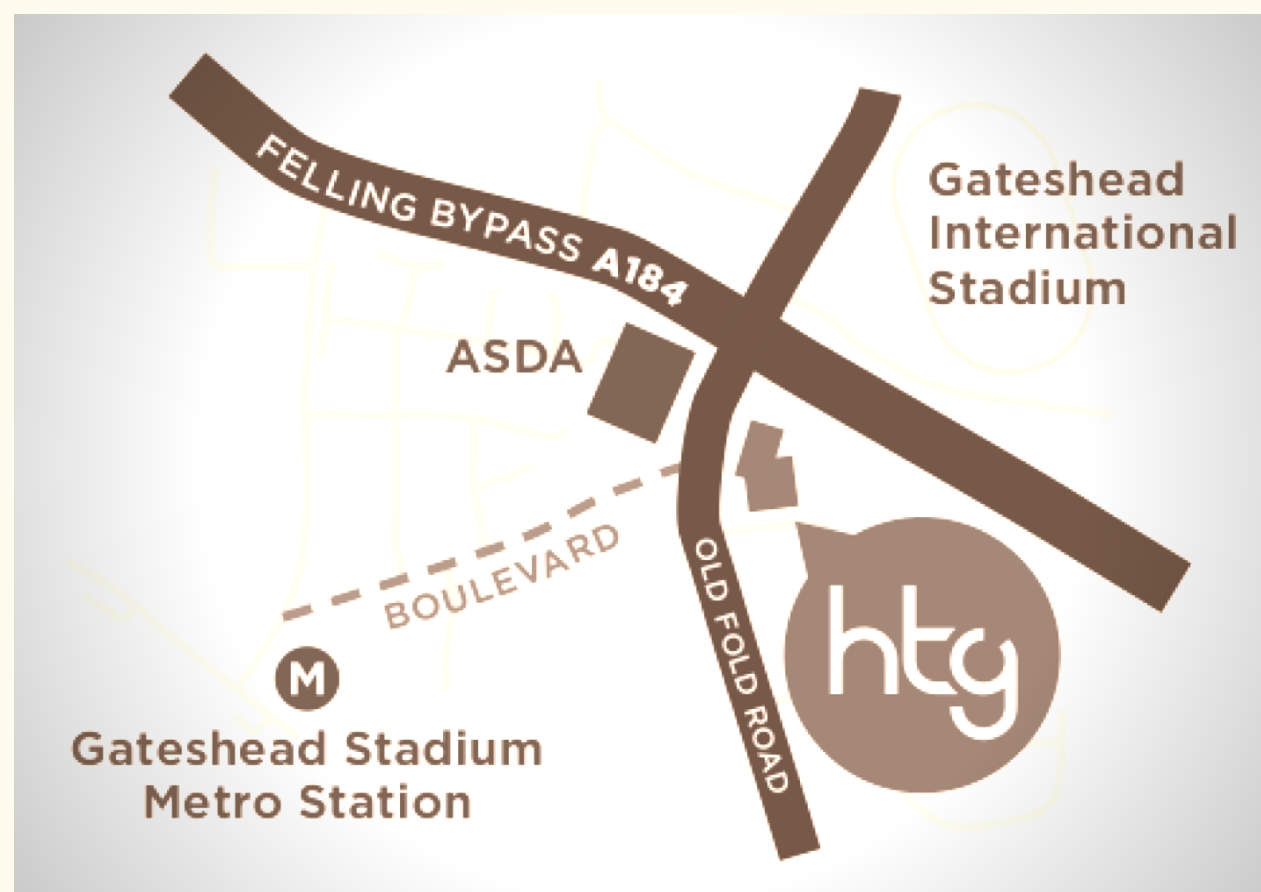 FELLING BYPASS A184
Gateshead
International
Stadium
ASDA
BOULEVARD
OLD FOLD ROAD
htg
M
Gateshead Stadium
Metro Station